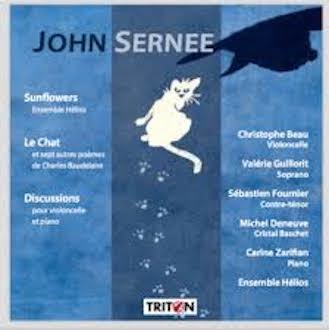 JOHN SERNEE
Sunflowers
Ensemble Hélios
Le Chat
et sept autres poèmes
de Charles Baudelaire
Discussions
pour violoncelle
et piano
Christophe Beau
Violoncelle
Valérie Guillorit
Soprano
Sébastien Fournier
Contre-ténor
Michel Deneuve
Cristal Baschet
Carine Zarifian
Piano
Ensemble Hélios
TRITON